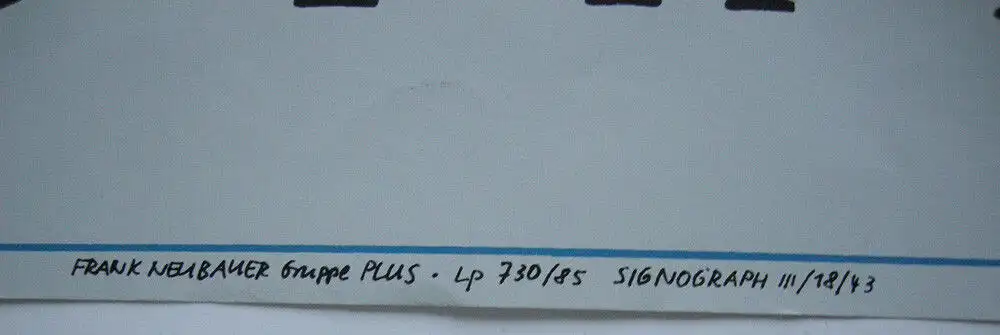 FRANK NEUBAUER Gruppe PLUS · Lp 730/85 SIGNOGRAPH III/18/43